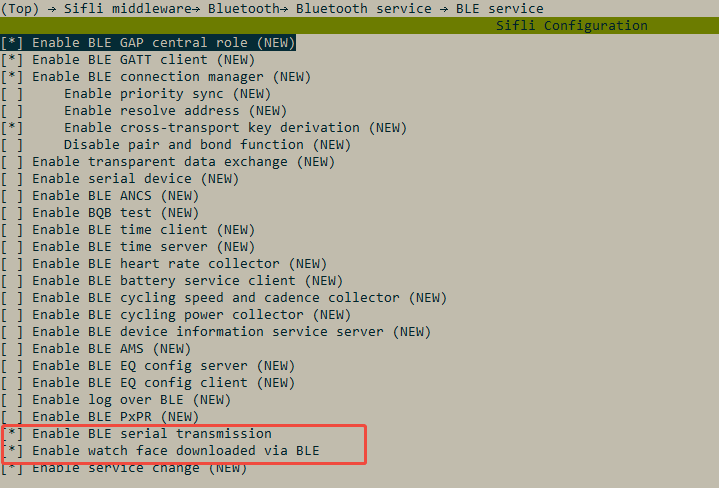 (Top) → Sifli middleware→ Bluetooth→ Bluetooth service → BLE service
Sifli Configuration
[*] Enable BLE GAP central role (NEW)
[*] Enable BLE GATT client (NEW)
[*] Enable BLE connection manager (NEW)
[ ] Enable priority sync (NEW)
[ ] Enable resolve address (NEW)
[*] Enable cross-transport key derivation (NEW)
[ ] Disable pair and bond function (NEW)
[ ] Enable transparent data exchange (NEW)
[ ] Enable serial device (NEW)
[ ] Enable BLE ANCS (NEW)
[ ] Enable BQB test (NEW)
[ ] Enable BLE time client (NEW)
[ ] Enable BLE time server (NEW)
[ ] Enable BLE heart rate collector (NEW)
[ ] Enable BLE battery service client (NEW)
[ ] Enable BLE cycling speed and cadence collector (NEW)
[ ] Enable BLE cycling power collector (NEW)
[ ] Enable BLE device information service server (NEW)
[ ] Enable BLE AMS (NEW)
[ ] Enable BLE EQ config server (NEW)
[ ] Enable BLE EQ config client (NEW)
[ ] Enable log over BLE (NEW)
[ ] Enable BLE PxPR (NEW)
[*] Enable BLE serial transmission
[*] Enable watch face downloaded via BLE
[*] Enable service change (NEW)